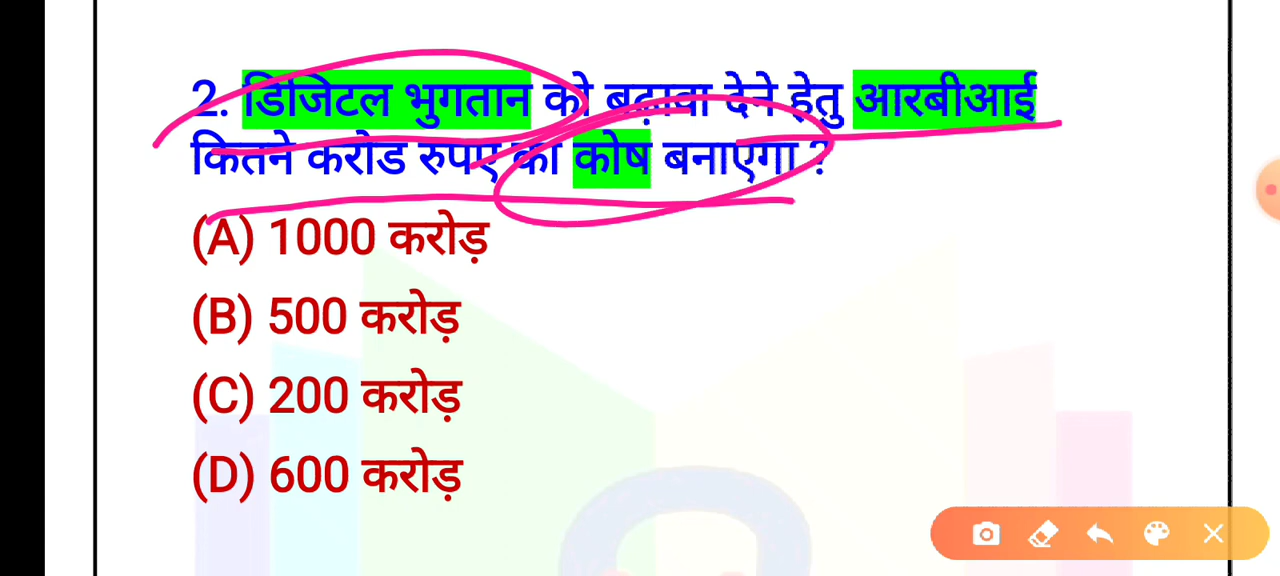 2. डिजिटल भुगतान को बढ़ावा देने हेतु आरबीआई
कितने करोड रुपए का कोष बनाएगा ?
(A) 1000 करोड़
(B) 500 करोड़
(C) 200 करोड़
(D) 600 करोड़